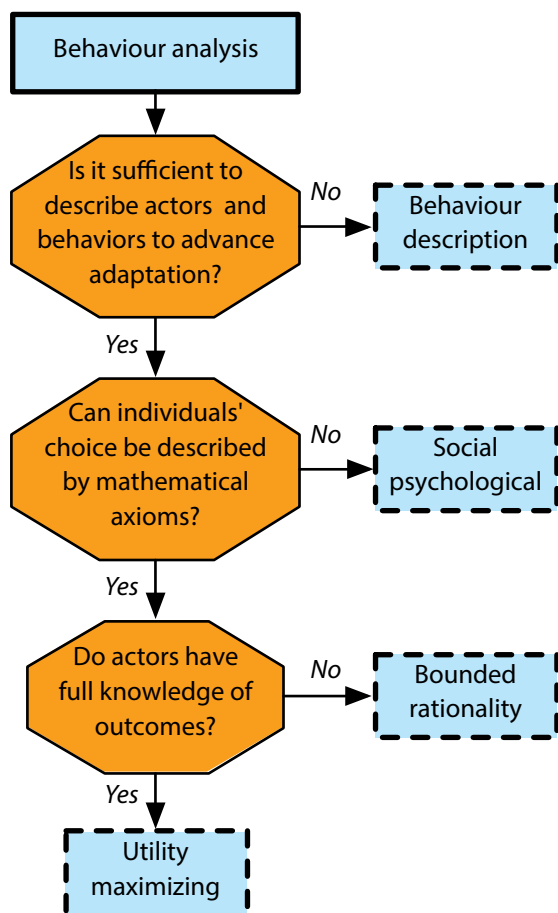 Behaviour analysis
Is it sufficient to
describe actors and
behaviors to advance
adaptation?
No
Behaviour
description
Yes
Can individuals'
choice be described
by mathematical
axioms?
No
Social
psychological
Yes
Do actors have
full knowledge of
outcomes?
No
Bounded
rationality
Yes
Utility
maximizing